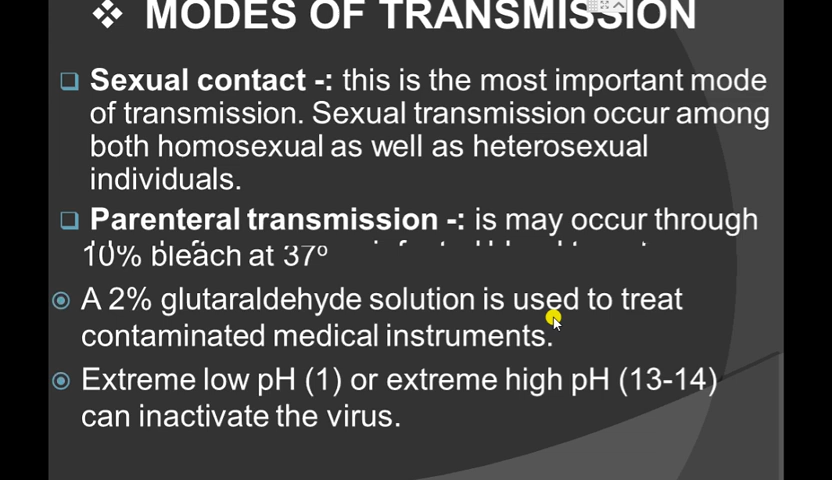 MODES OF TRANSMISSION
Sexual contact -: this is the most important mode
of transmission. Sexual transmission occur among
both homosexual as well as heterosexual
individuals.
Parenteral transmission -: is may occur through
10% bleach at 37º
A 2% glutaraldehyde solution is used to treat
contaminated medical instruments.
Extreme low pH (1) or extreme high pH (13-14)
can inactivate the virus.